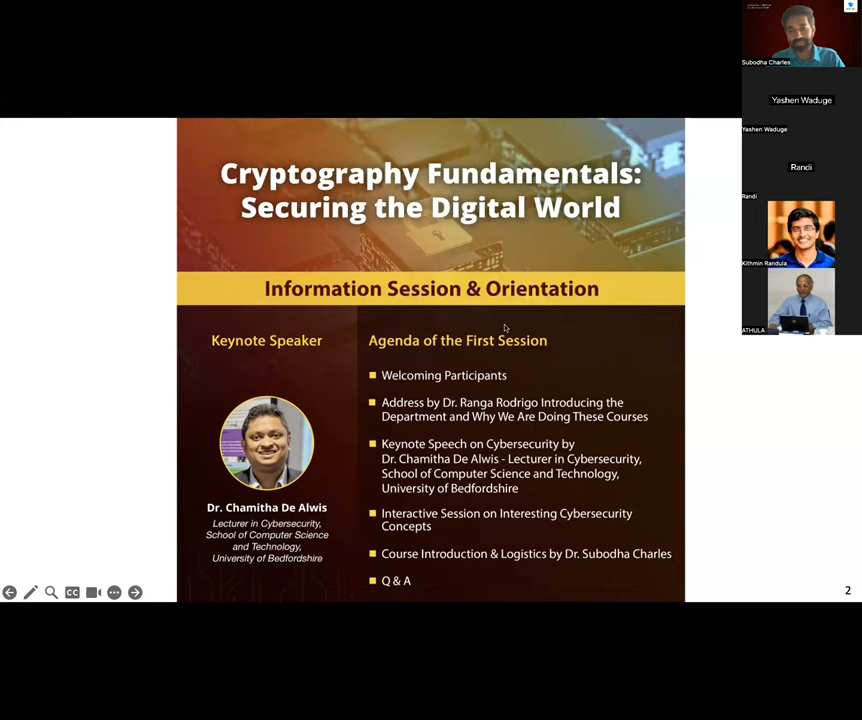 Cryptography Fundamentals:
Securing the Digital World
Information Session & Orientation
Keynote Speaker
Dr. Chamitha De Alwis
Lecturer in Cybersecurity,
School of Computer Science
and Technology,
University of Bedfordshire
Agenda of the First Session
Welcoming Participants
Address by Dr. Ranga Rodrigo Introducing the
Department and Why We Are Doing These Courses
Keynote Speech on Cybersecurity by
Dr. Chamitha De Alwis - Lecturer in Cybersecurity,
School of Computer Science and Technology,
University of Bedfordshire
Interactive Session on Interesting Cybersecurity
Concepts
Course Introduction & Logistics by Dr. Subodha Charles
Q & A
CC
2
Subodha Charles
Yashen Waduge
Yashen Waduge
Randi
Randi
Kithmin Randula
ATHULA